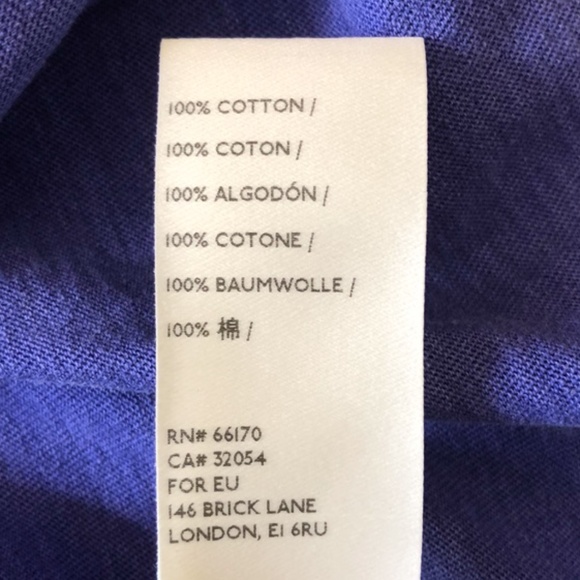 100% COTTON /
100% COTON /
100% ALGODÓN /
100% COTONE /
100% BAUMWOLLE /
100% 棉 /
RN# 66170
CA# 32054
FOR EU
146 BRICK LANE
LONDON, E1 6RU